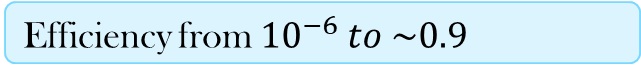 Efficiency from 10⁻⁶ to ~0.9